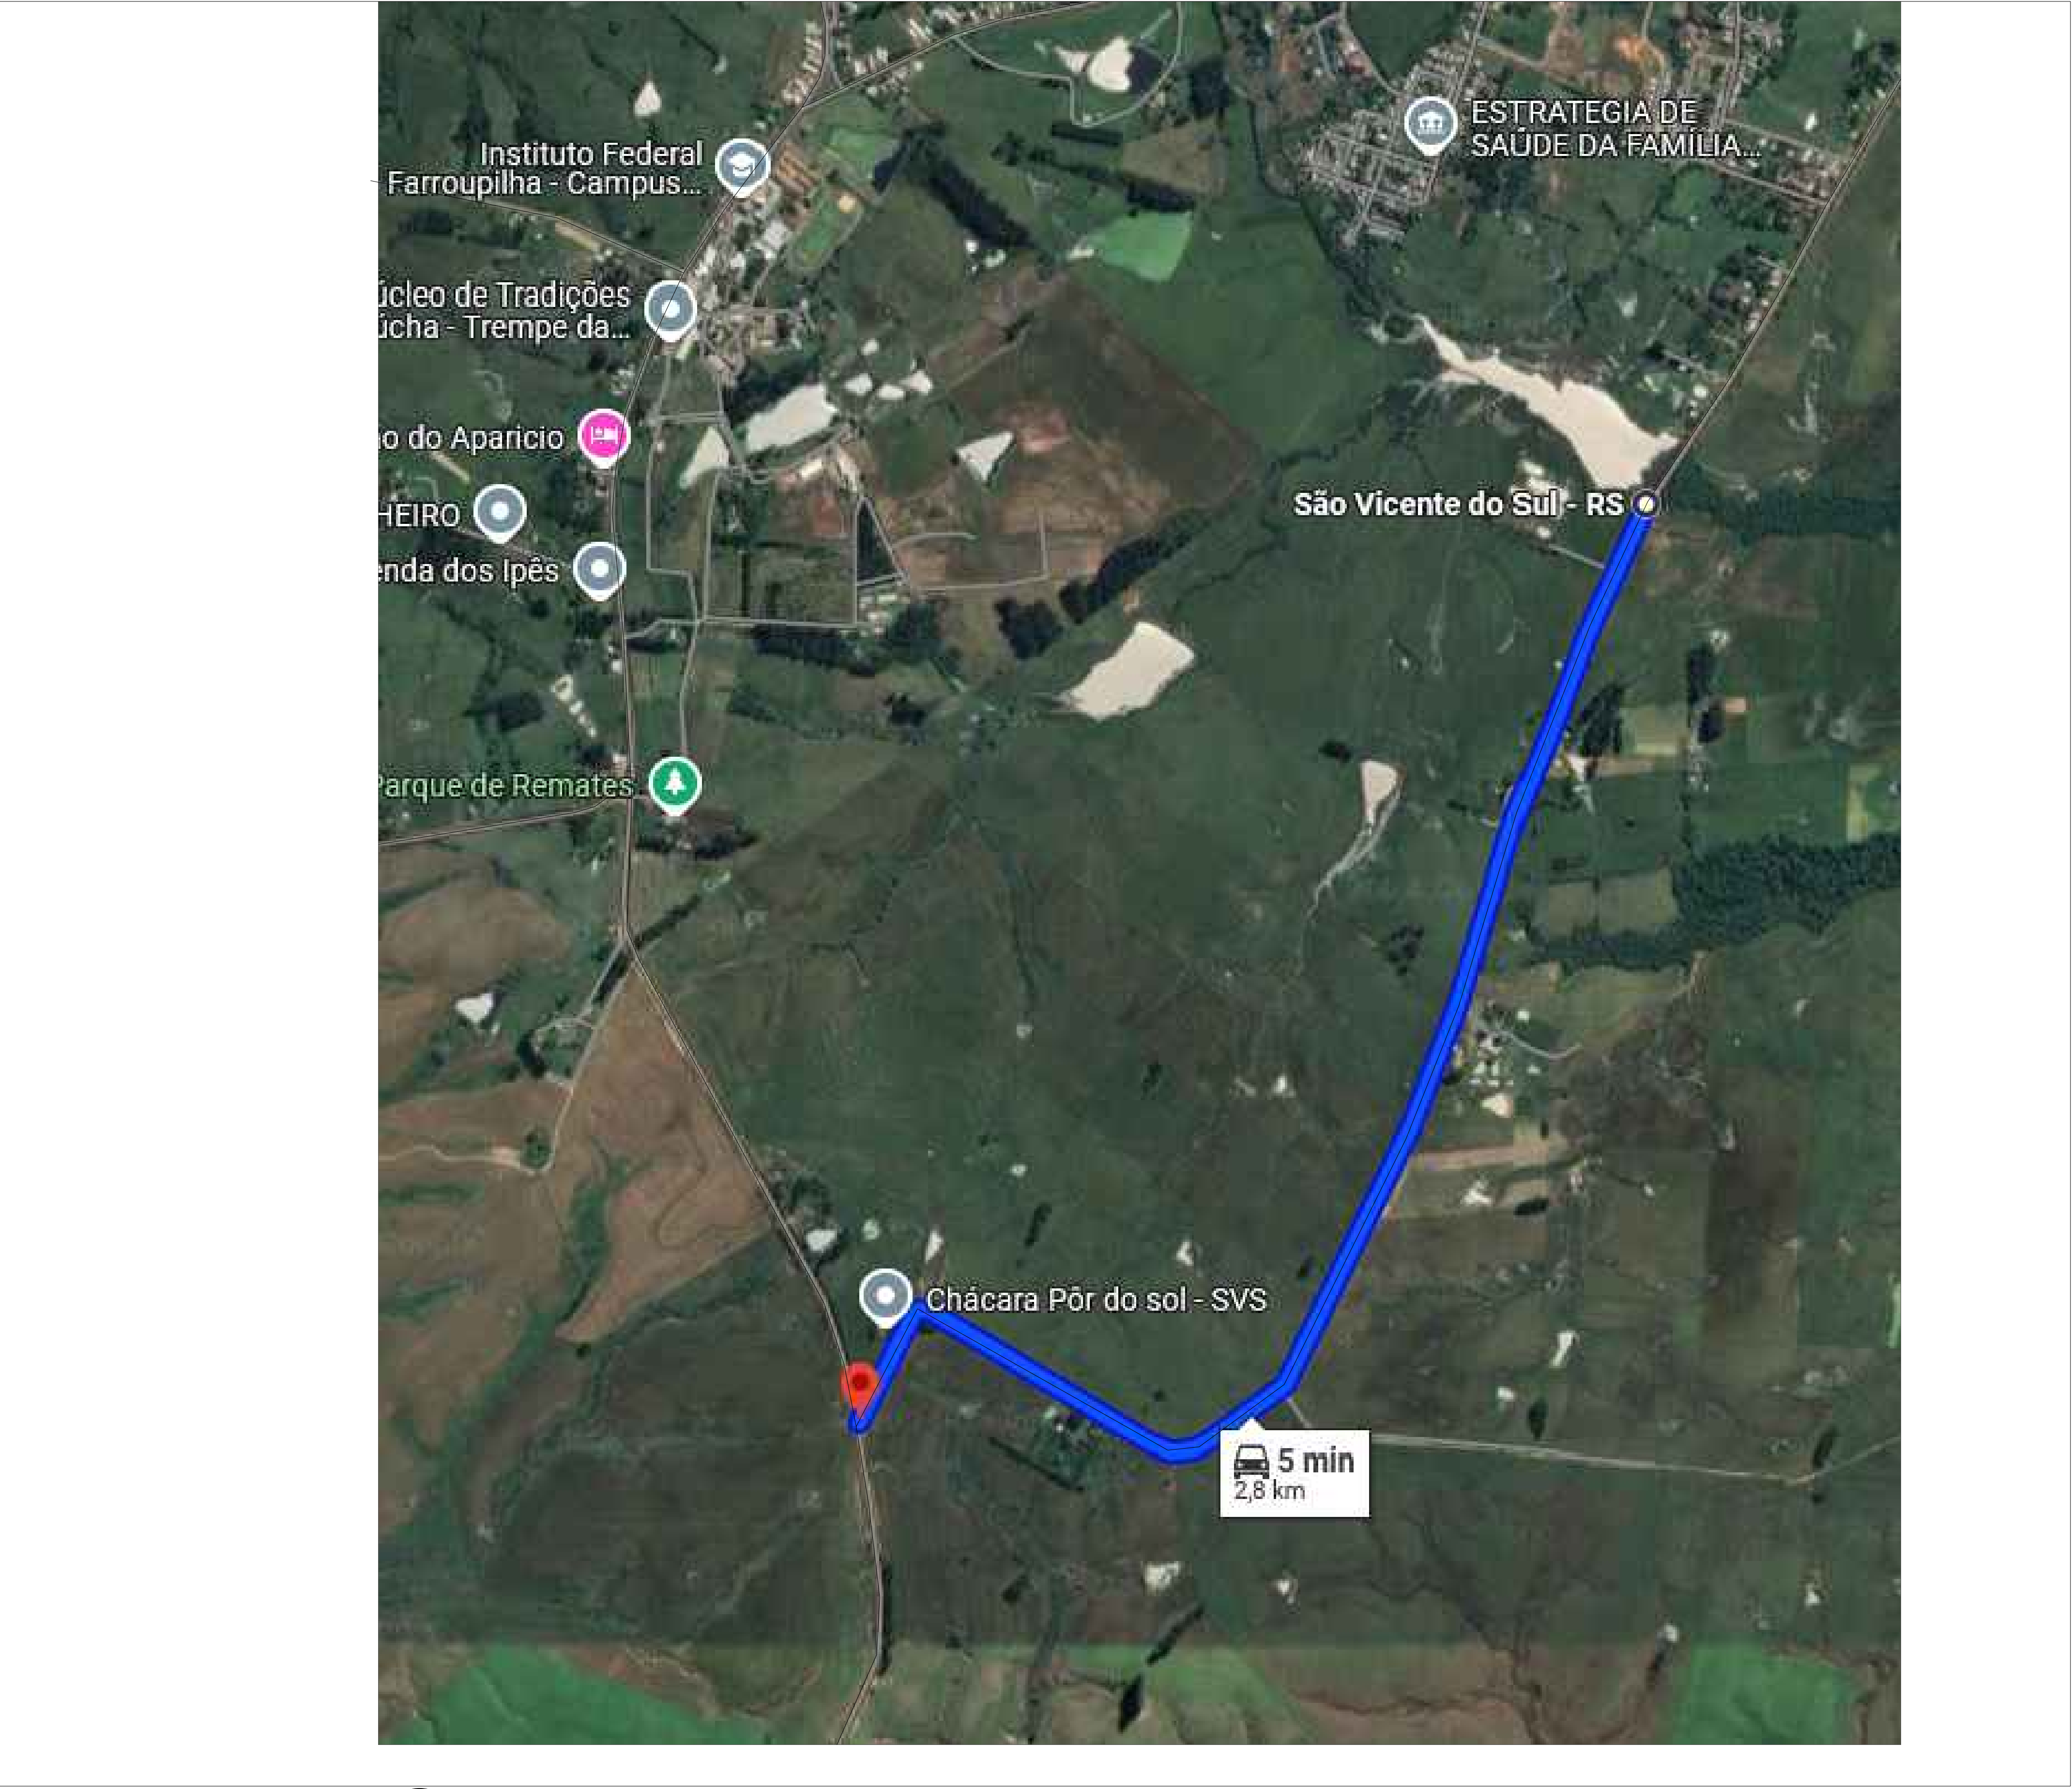 ESTRATEGIA DE
SAÚDE DA FAMÍLIA...
Instituto Federal
Farroupilha - Campus...
úcleo de Tradições
úcha - Trempe da...
o do Aparicio
São Vicente do Sul - RS
HEIRO
enda dos Ipês
Parque de Remates
Chácara Pôr do sol - SVS
5 min
2,8 km